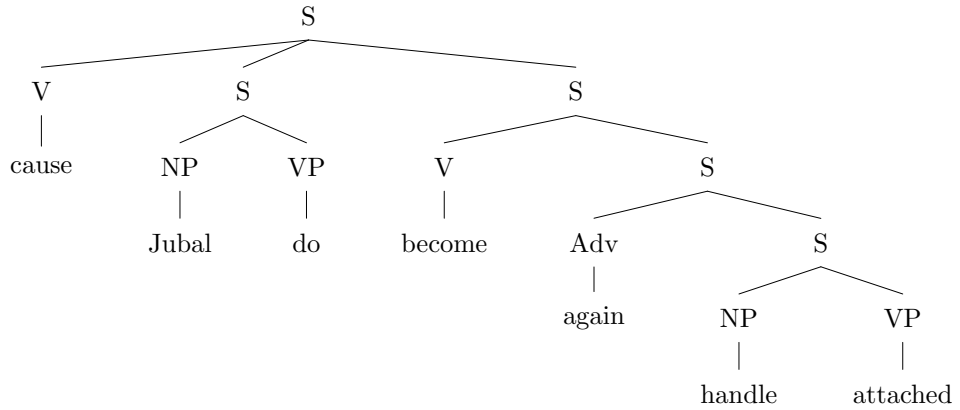 S
V S S
cause NP VP V S
Jubal do become Adv S
again NP VP
handle attached